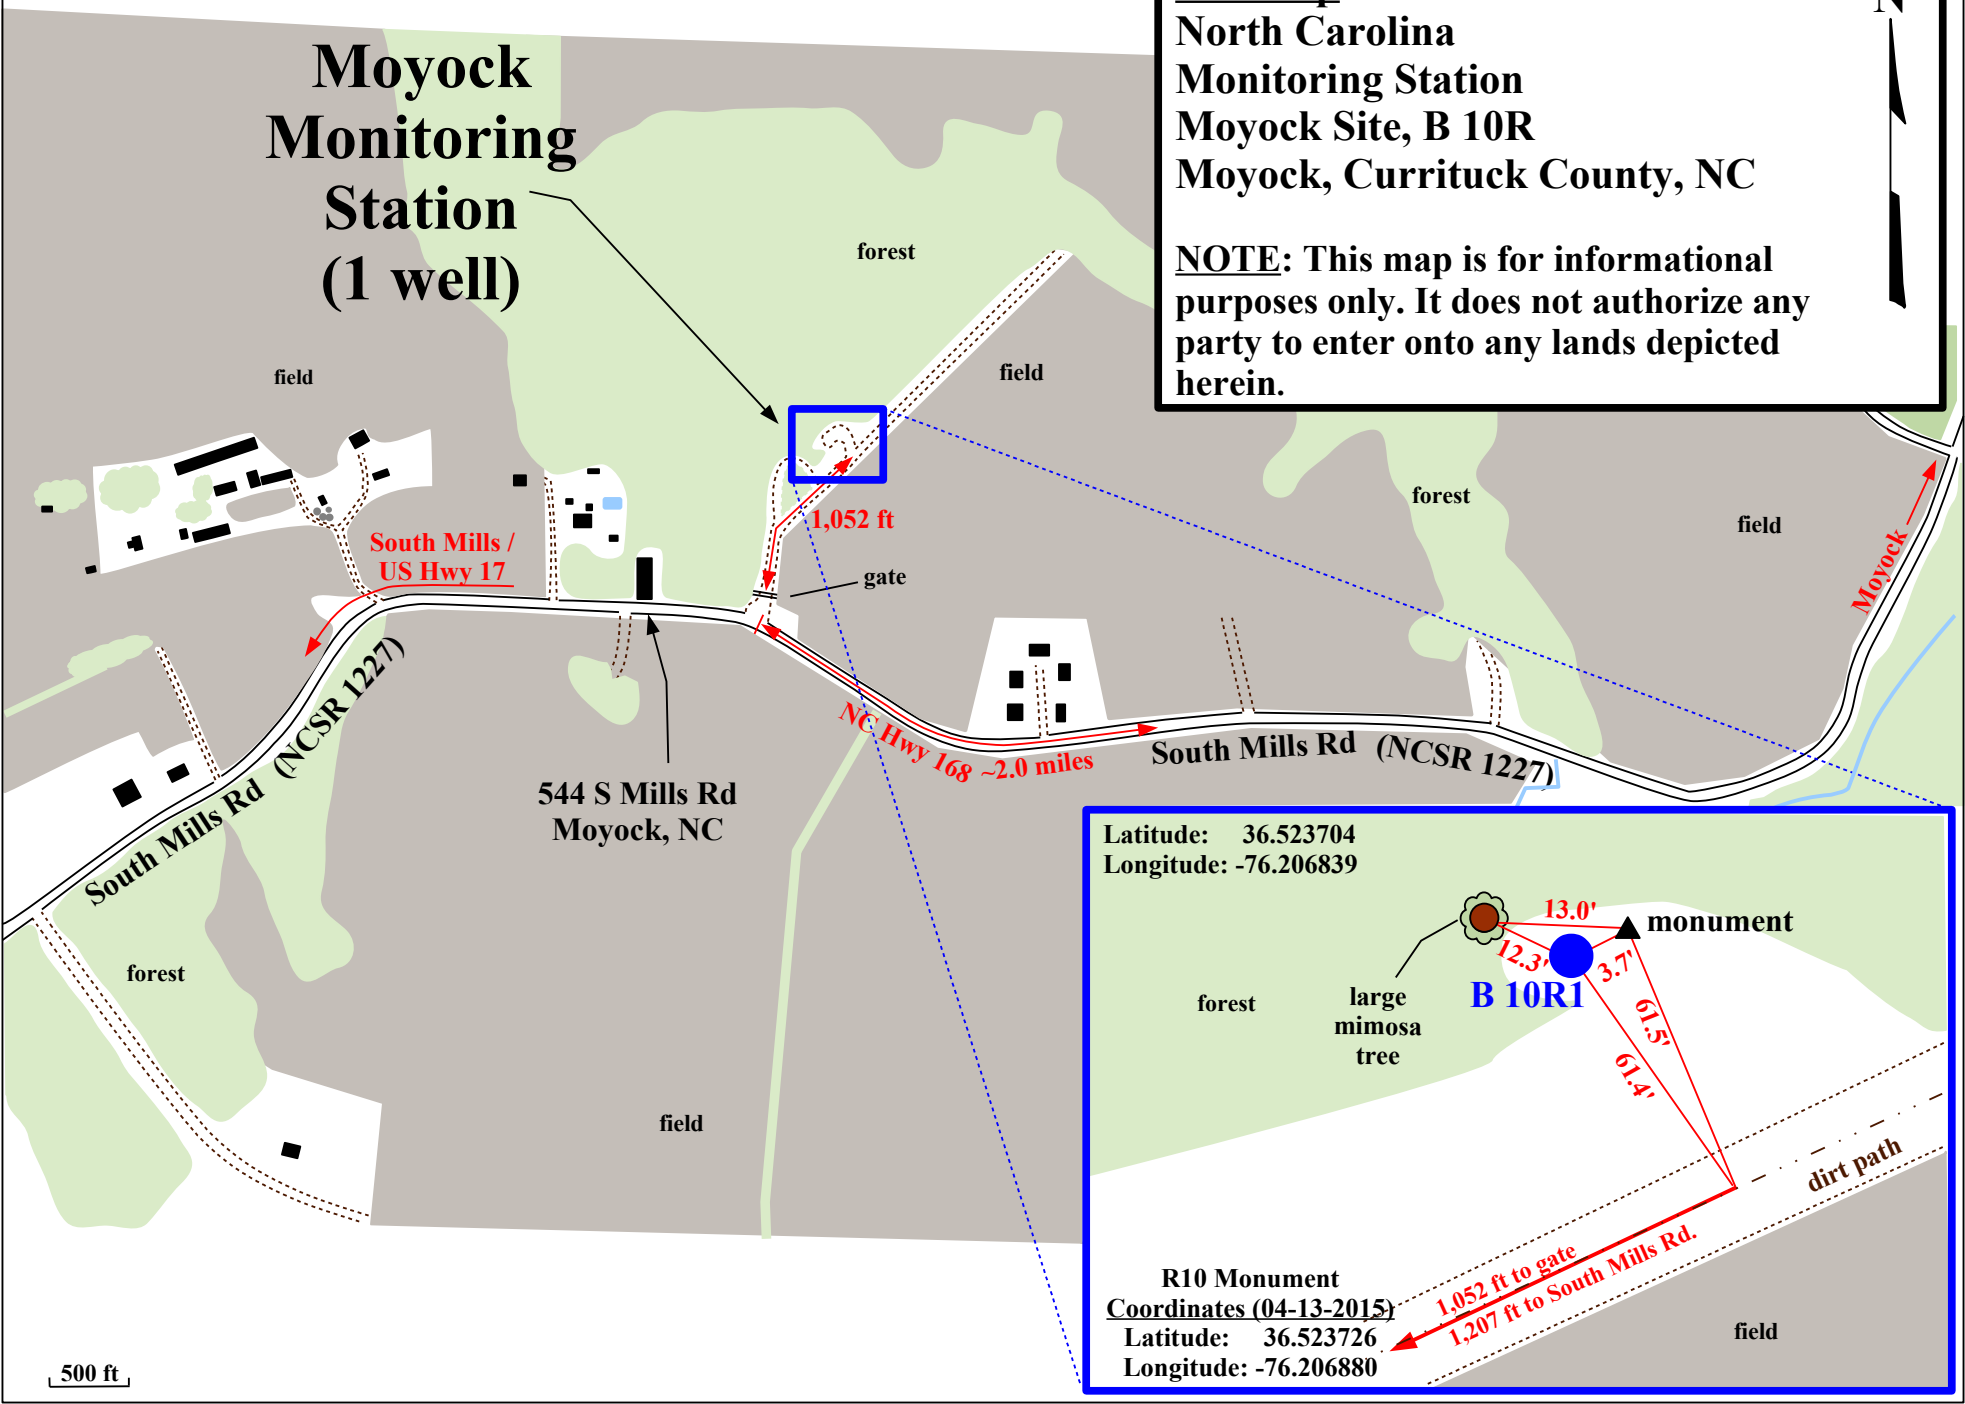 Moyock
Monitoring
Station
(1 well)
N
North Carolina
Monitoring Station
Moyock Site, B 10R
Moyock, Currituck County, NC
NOTE: This map is for informational
purposes only. It does not authorize any
party to enter onto any lands depicted
herein.
forest
field
field
forest
field
1,052 ft
South Mills /
US Hwy 17
gate
Moyock
South Mills Rd (NCSR 1227)
NC Hwy 168 ~2.0 miles
South Mills Rd (NCSR 1227)
544 S Mills Rd
Moyock, NC
forest
field
500 ft
Latitude: 36.523704
Longitude: -76.206839
13.0'
monument
12.3'
3.7'
B 10R1
forest
large
mimosa
tree
61.5'
61.4'
dirt path
1,052 ft to gate
1,207 ft to South Mills Rd.
R10 Monument
Coordinates (04-13-2015)
Latitude: 36.523726
Longitude: -76.206880
field